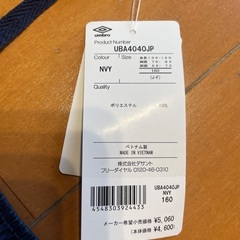 umbro
Product Number
UBA4040JP
Colour
Size
NVY
160
(J-F)
Quality
ポリエステル
100%
ベトナム製
MADE IN VIETNAM
株式会社デサント
フリーダイヤル 0120-46-0310
UBA4040JP
NVY
160
4548303924433
メーカー希望小売価格 ¥5,060
(本体価格 ¥4,600)